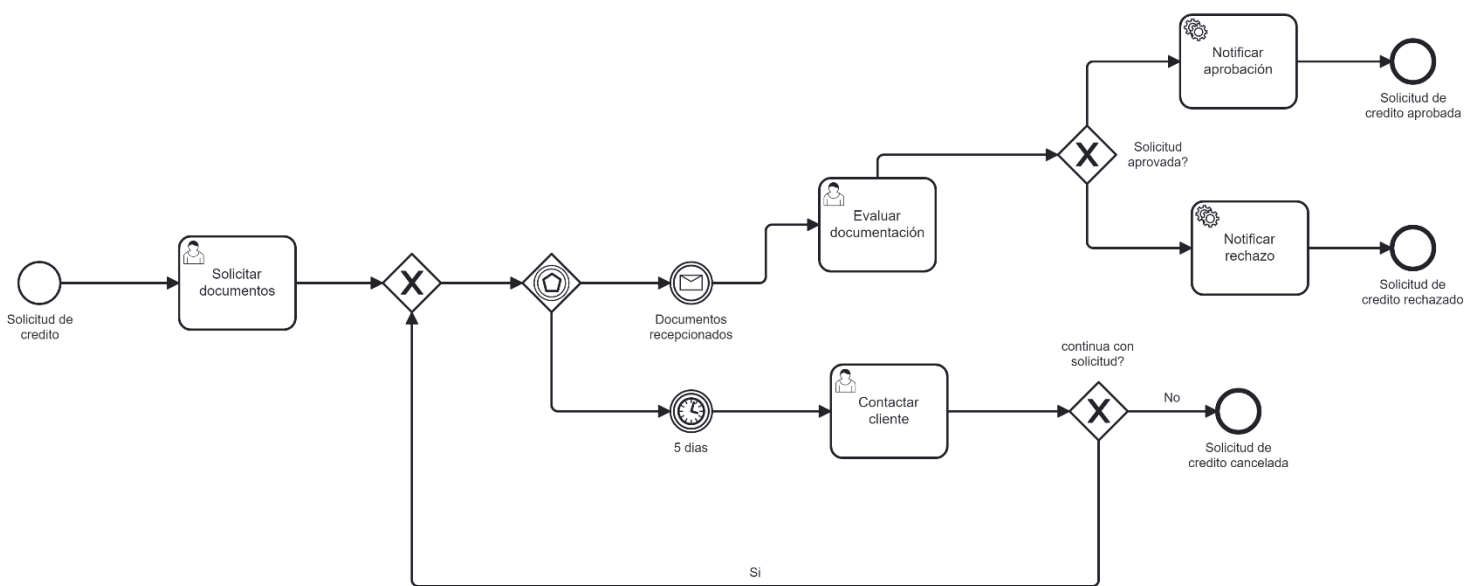 Notificar
aprobación
Solicitud de
credito aprobada
Solicitud
aprovada?
Evaluar
documentación
Notificar
rechazo
Solicitud de
credito rechazado
Solicitar
documentos
Solicitud de
credito
Documentos
recepcionados
continua con
solicitud?
Contactar
cliente
No
5 dias
Solicitud de
credito cancelada
Si